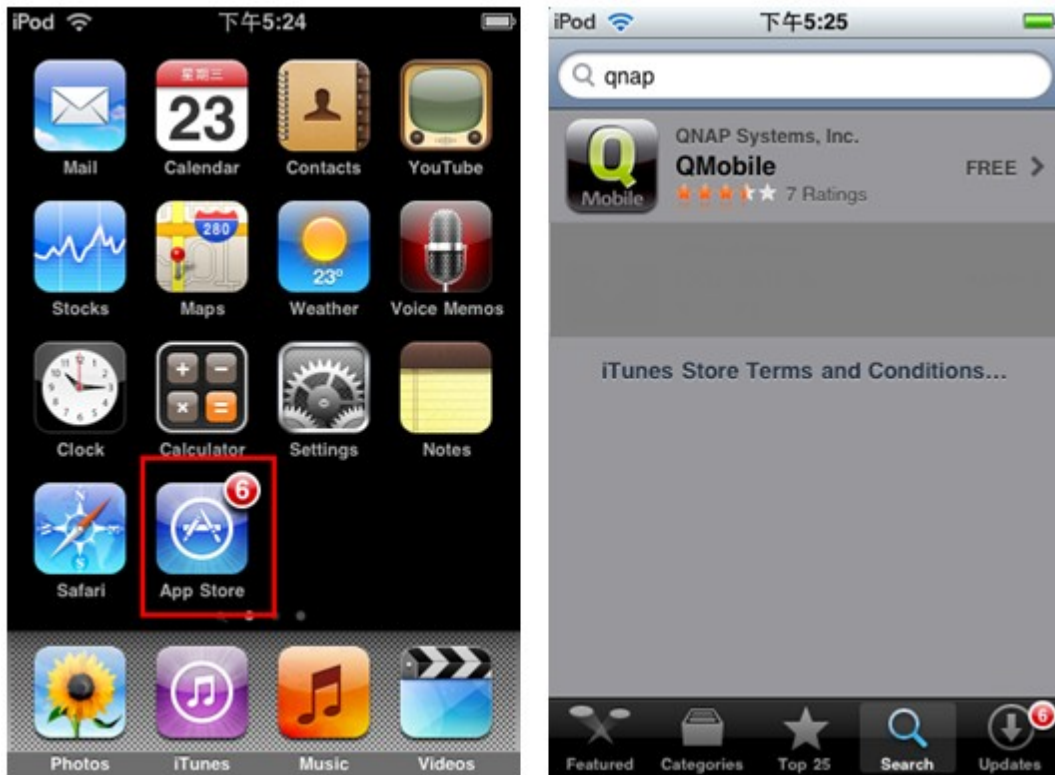 iPod 下午5:24
星期三
23
Mail Calendar Contacts YouTube
280
23°
Stocks Maps Weather Voice Memos
Clock Calculator Settings Notes
6
Safari App Store
Photos iTunes Music Videos
iPod 下午5:25
qnap
QNAP Systems, Inc.
Q Mobile
QMobile FREE
7 Ratings
iTunes Store Terms and Conditions...
6
Featured Categories Top 25 Search Updates